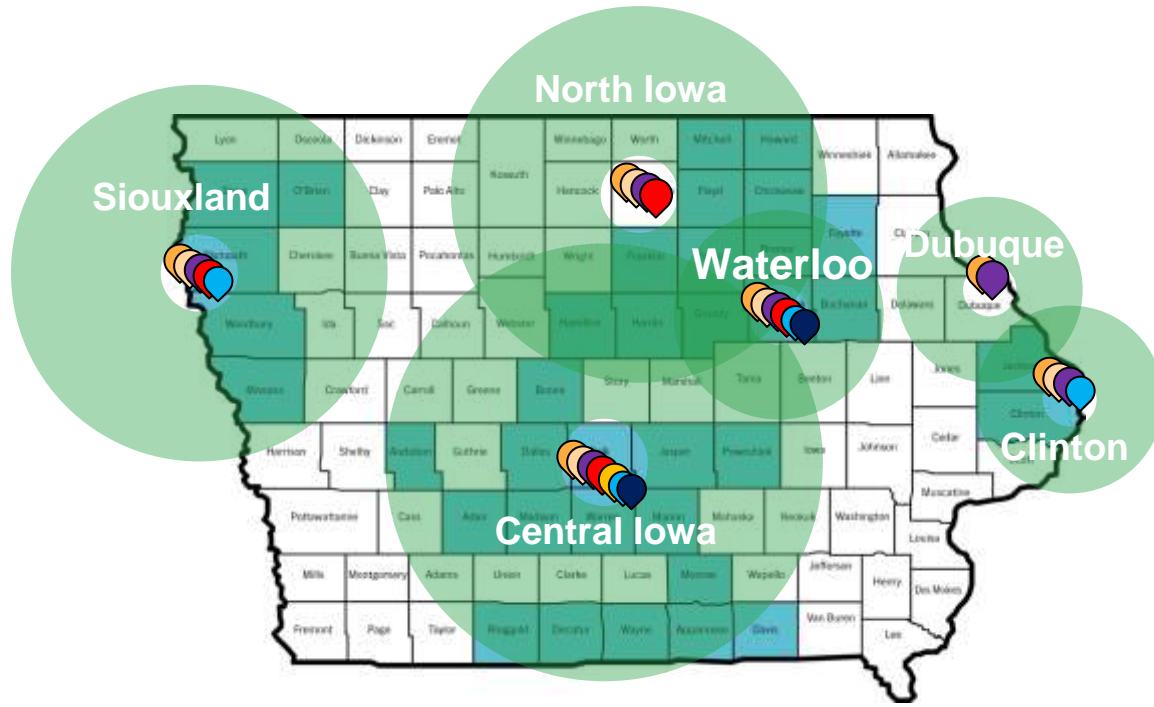 North Iowa
Lyon Osceola Dickinson Emmet Winnebago Worth Mitchell Howard Winneshiek Allamakee
Siouxland
O'Brien Clay Palo Alto Kossuth Hancock Floyd Chickasaw
Cherokee Buena Vista Pocahontas Humboldt Wright Franklin Waterloo Fayette Dubuque
Woodbury Ida Sac Calhoun Webster Hamilton Hardin Grundy Buchanan Delaware Dubuque
Monona Crawford Carroll Greene Boone Story Marshall Tama Benton Linn Jones Jackson
Clinton
Harrison Shelby Audubon Guthrie Dallas Jasper Poweshiek Iowa Johnson Cedar Clinton
Muscatine
Pottawattamie Cass Adair Madison Warren Marion Mahaska Keokuk Washington Louisa
Central Iowa
Mills Montgomery Adams Union Clarke Lucas Monroe Wapello Jefferson Henry Des Moines
Fremont Page Taylor Ringgold Decatur Wayne Appanoose Davis Van Buren Lee